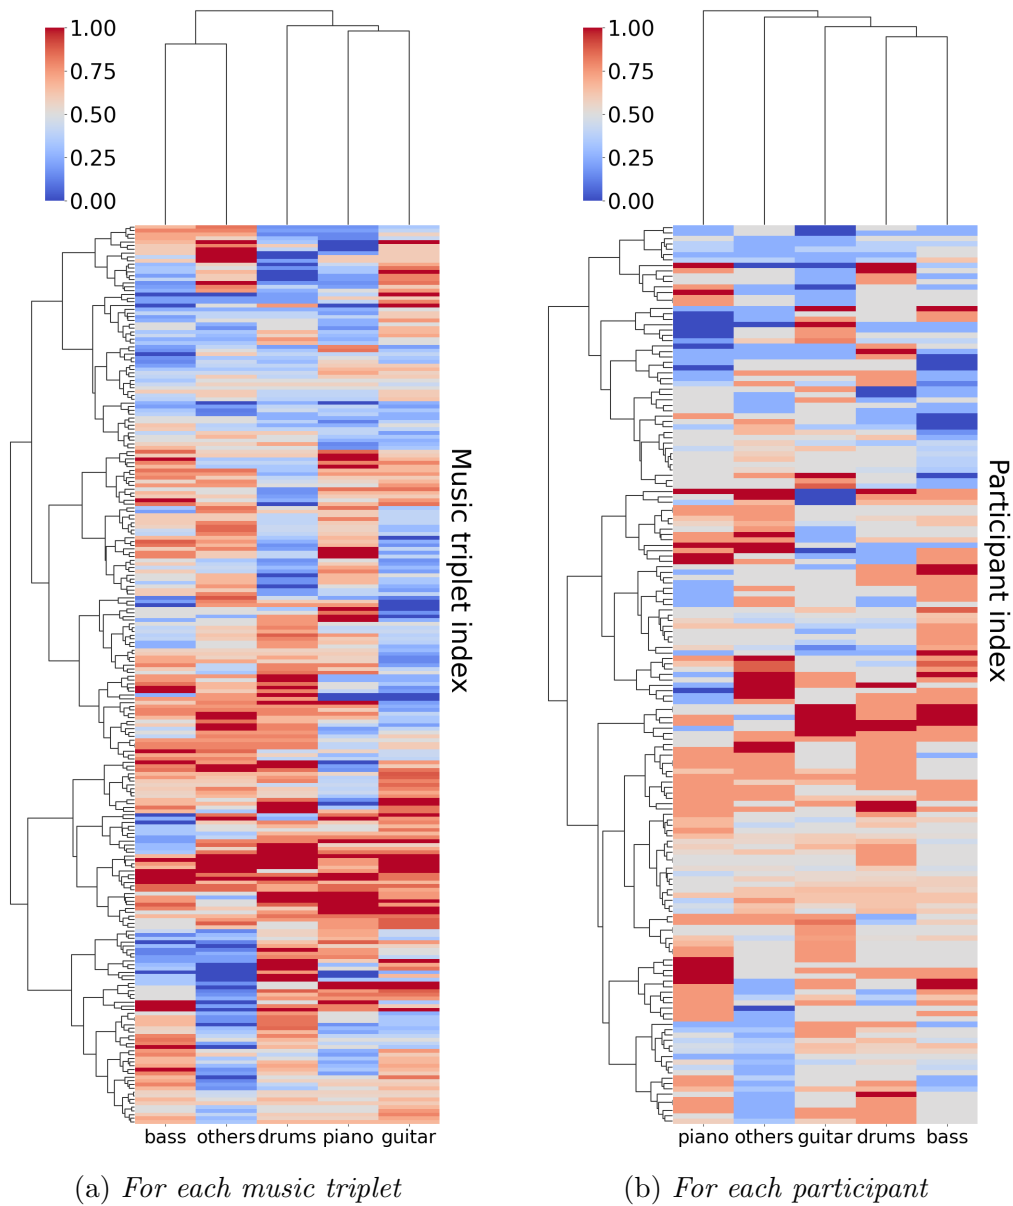 1.00
0.75
0.50
0.25
0.00
Music triplet index
bass others drums piano guitar
(a) For each music triplet
1.00
0.75
0.50
0.25
0.00
Participant index
piano others guitar drums bass
(b) For each participant